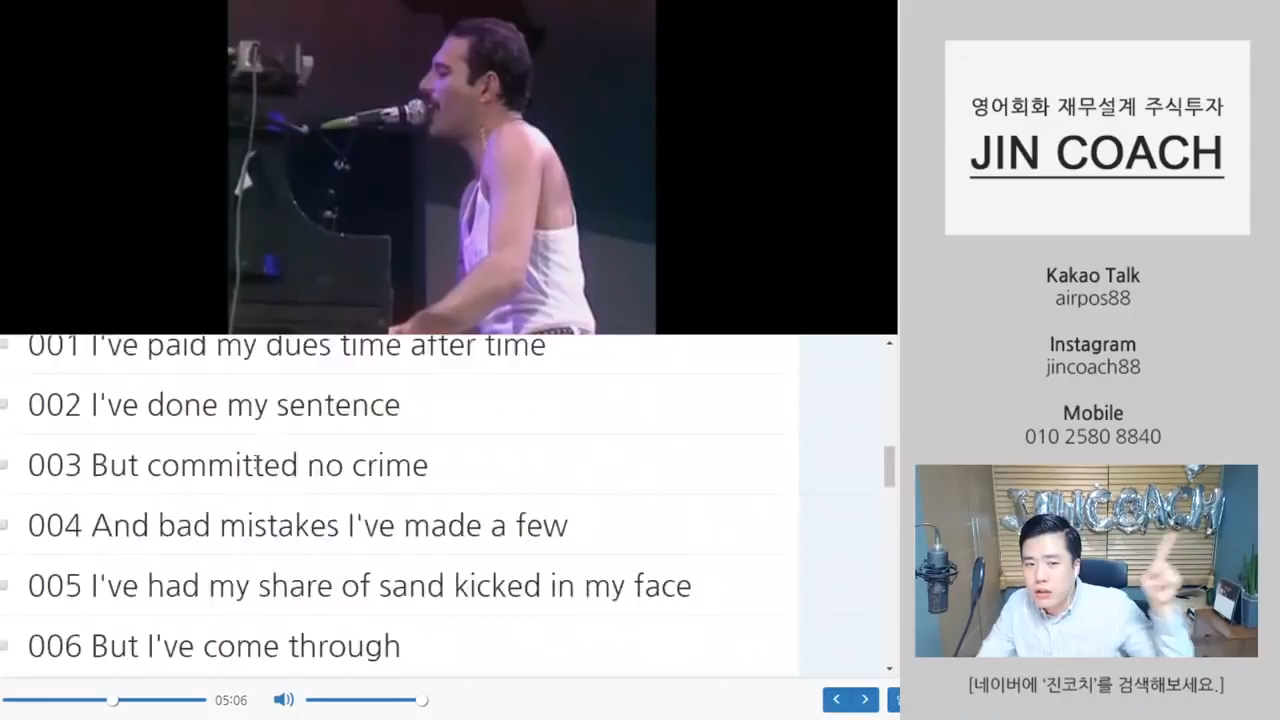 영어회화 재무설계 주식투자
JIN COACH
Kakao Talk
airpos88
Instagram
jincoach88
Mobile
010 2580 8840
JINCOACH
[네이버에 '진코치'를 검색해보세요.]
001 I've paid my dues time after time
002 I've done my sentence
003 But committed no crime
004 And bad mistakes I've made a few
005 I've had my share of sand kicked in my face
006 But I've come through
05:06